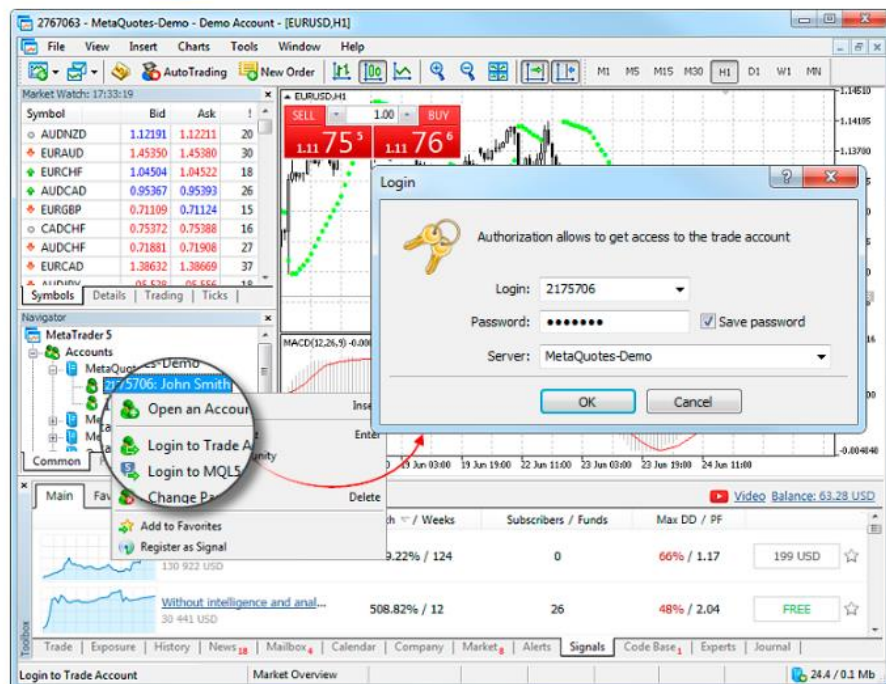 2767063 - MetaQuotes-Demo - Demo Account - [EURUSD,H1]
File View Insert Charts Tools Window Help
AutoTrading New Order M1 M5 M15 M30 H1 D1 W1 MN
Market Watch: 17:33:19
Symbol Bid Ask !
AUDNZD 1.12191 1.12211 20
EURAUD 1.45350 1.45380 30
EURCHF 1.04504 1.04522 18
AUDCAD 0.95367 0.95393 26
EURGBP 0.71109 0.71124 15
CADCHF 0.75372 0.75388 16
AUDCHF 0.71881 0.71908 27
EURCAD 1.38632 1.38669 37
Symbols Details Trading Ticks
EURUSD,H1
SELL 1.00 BUY
1.11 75 5 1.11 76 6
1.14510
1.14105
1.13700
Login
Authorization allows to get access to the trade account
Login: 2175706
Password: ●●●●●●● Save password
Server: MetaQuotes-Demo
OK Cancel
Navigator
MetaTrader 5
Accounts
MetaQuotes-Demo
2175706: John Smith
Open an Accou
Login to Trade A
Login to MQL5
Change Pa
Enter
Delete
Add to Favorites
Register as Signal
Common
MACD(12,26,9)
-0.004840
19 Jun 03:00 19 Jun 19:00 22 Jun 11:00 23 Jun 03:00 23 Jun 19:00 24 Jun 11:00
Main Fav
Video Balance: 63.28 USD
/ Weeks Subscribers / Funds Max DD / PF
9.22% / 124 0 66% / 1.17 199 USD
130 922 USD
Without intelligence and anal... 508.82% / 12 26 48% / 2.04 FREE
30 441 USD
Toolbox
Trade Exposure History News 18 Mailbox 4 Calendar Company Market 8 Alerts Signals Code Base 1 Experts Journal
Login to Trade Account Market Overview 24.4 / 0.1 Mb